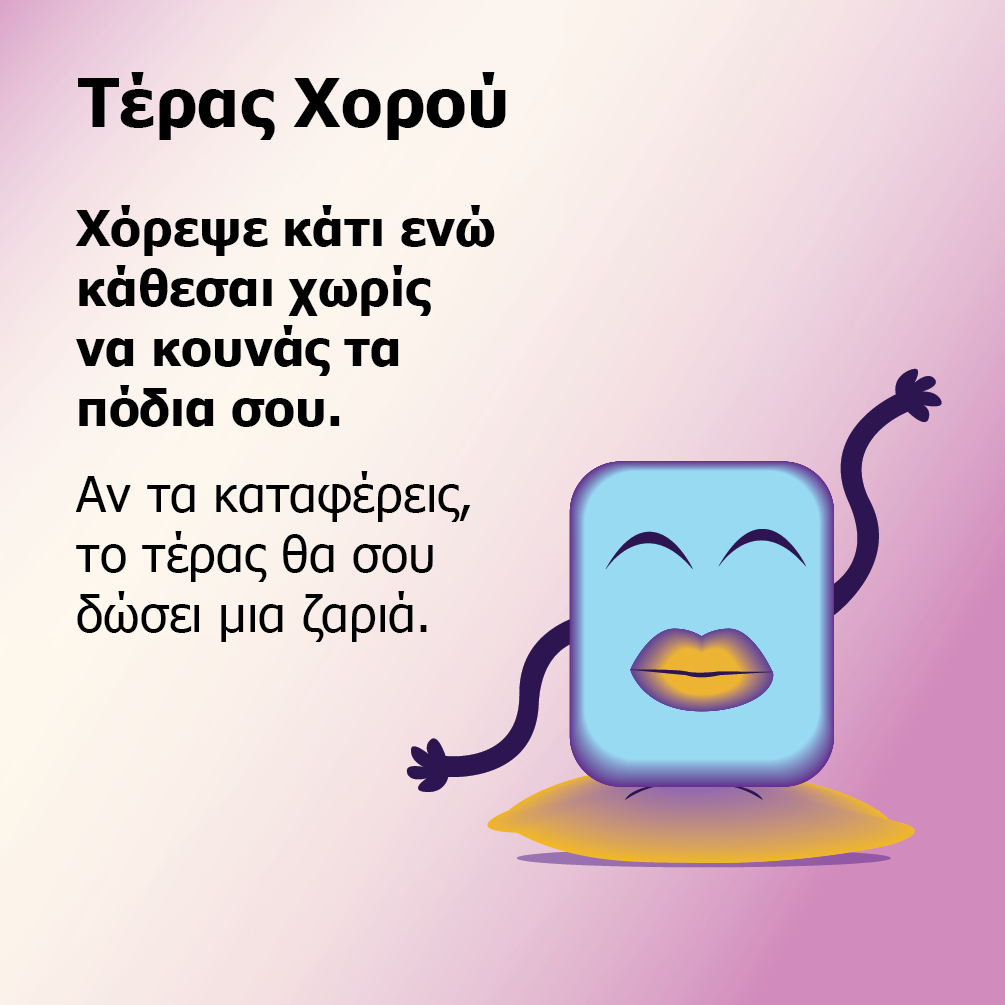 Τέρας Χορού
Χόρεψε κάτι ενώ
κάθεσαι χωρίς
να κουνάς τα
πόδια σου.
Αν τα καταφέρεις,
το τέρας θα σου
δώσει μια ζαριά.